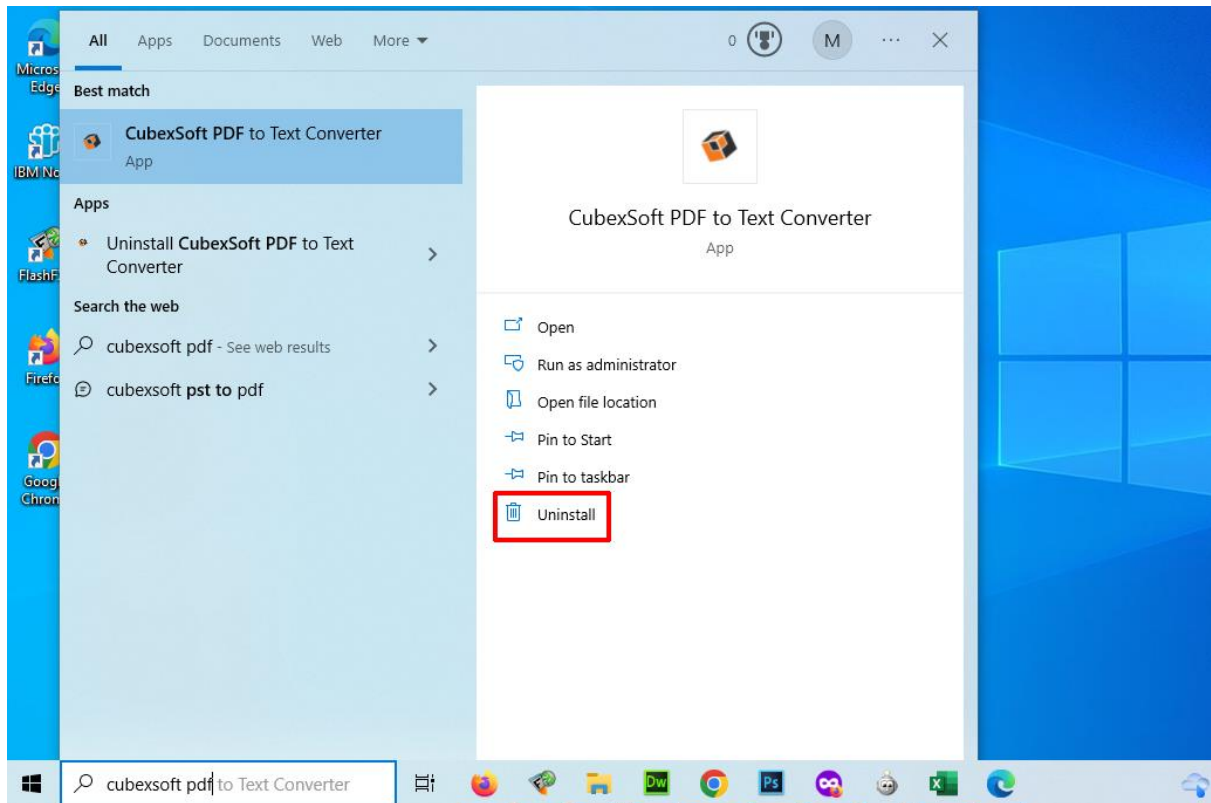 All Apps Documents Web More 0 M ...
Micros
Edge
Best match
CubexSoft PDF to Text Converter
App
IBM No
CubexSoft PDF to Text Converter
App
Apps
Uninstall CubexSoft PDF to Text
Converter
FlashF
Search the web
cubexsoft pdf - See web results
cubexsoft pst to pdf
Firefo
Goog
Chron
Open
Run as administrator
Open file location
Pin to Start
Pin to taskbar
Uninstall
cubexsoft pdf to Text Converter
Dw
Ps
X